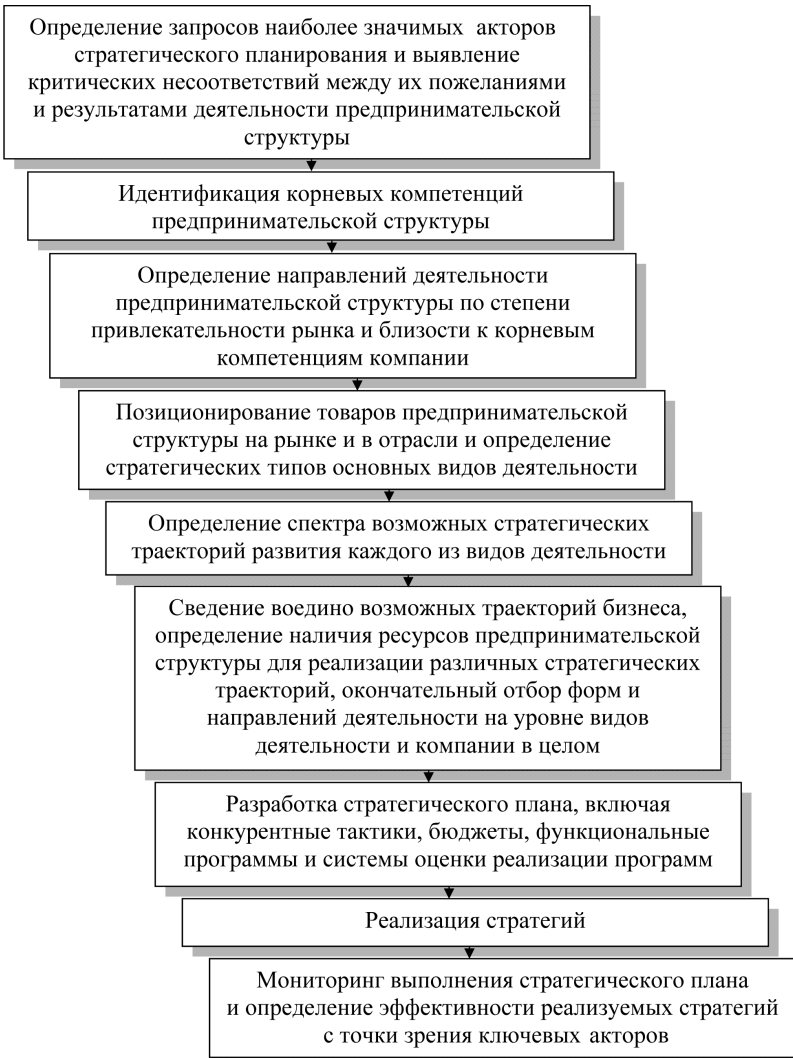 Определение запросов наиболее значимых акторов
стратегического планирования и выявление
критических несоответствий между их пожеланиями
и результатами деятельности предпринимательской
структуры
Идентификация корневых компетенций
предпринимательской структуры
Определение направлений деятельности
предпринимательской структуры по степени
привлекательности рынка и близости к корневым
компетенциям компании
Позиционирование товаров предпринимательской
структуры на рынке и в отрасли и определение
стратегических типов основных видов деятельности
Определение спектра возможных стратегических
траекторий развития каждого из видов деятельности
Сведение воедино возможных траекторий бизнеса,
определение наличия ресурсов предпринимательской
структуры для реализации различных стратегических
траекторий, окончательный отбор форм и
направлений деятельности на уровне видов
деятельности и компании в целом
Разработка стратегического плана, включая
конкурентные тактики, бюджеты, функциональные
программы и системы оценки реализации программ
Реализация стратегий
Мониторинг выполнения стратегического плана
и определение эффективности реализуемых стратегий
с точки зрения ключевых акторов